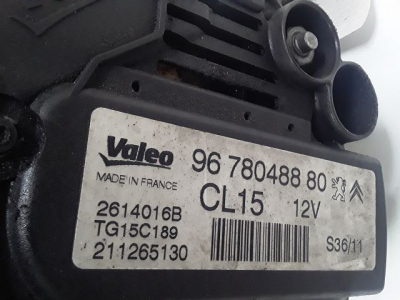 Valeo 96 780488 80
MADE IN FRANCE CL15 12V
2614016B
TG15C189
211265130 S36/11